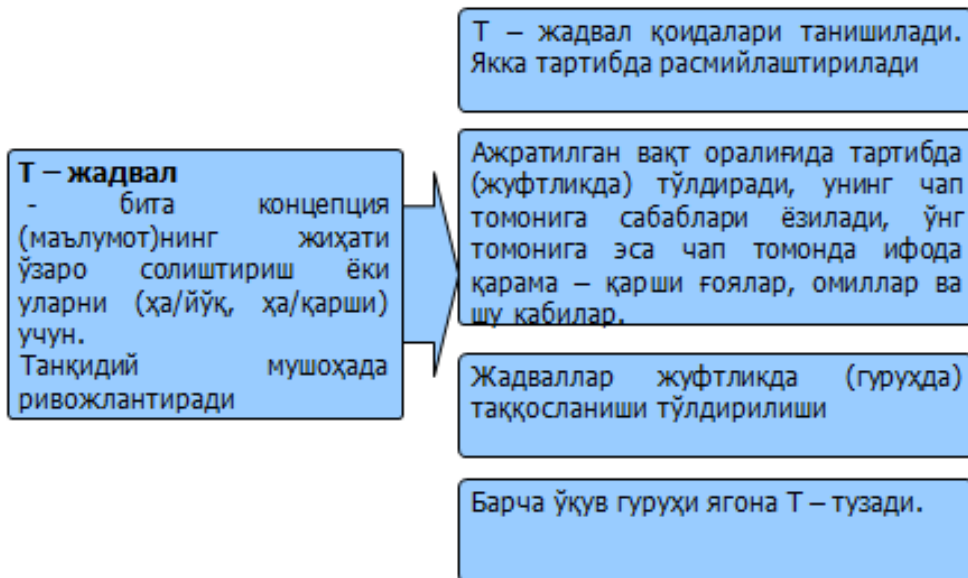 Т – жадвал
- бита концепция
(маълумот)нинг жиҳати
ўзаро солиштириш ёки
уларни (ҳа/йўқ, ҳа/қарши)
учун.
Танқидий мушоҳада
ривожлантиради
Т – жадвал қоидалари танишилади.
Якка тартибда расмийлаштирилади
Ажратилган вақт оралиғида тартибда
(жуфтликда) тўлдиради, унинг чап
томонига сабаблари ёзилади, ўнг
томонига эса чап томонда ифода
қарама – қарши ғоялар, омиллар ва
шу кабилар.
Жадваллар жуфтликда (гуруҳда)
таққосланиши тўлдирилиши
Барча ўқув гуруҳи ягона Т – тузади.